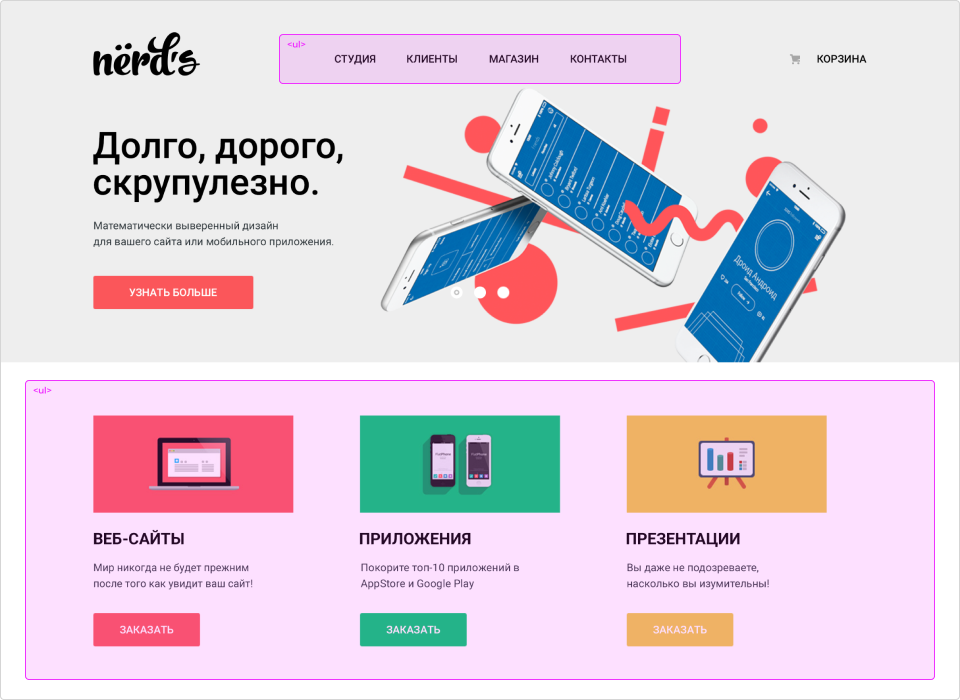 nërd's
<ul>
СТУДИЯ КЛИЕНТЫ МАГАЗИН КОНТАКТЫ
КОРЗИНА
Долго, дорого,
скрупулезно.
Математически выверенный дизайн
для вашего сайта или мобильного приложения.
УЗНАТЬ БОЛЬШЕ
Дроид Андроид
<ul>
ВЕБ-САЙТЫ
Мир никогда не будет прежним
после того как увидит ваш сайт!
ЗАКАЗАТЬ
ПРИЛОЖЕНИЯ
Покорите топ-10 приложений в
AppStore и Google Play
ЗАКАЗАТЬ
ПРЕЗЕНТАЦИИ
Вы даже не подозреваете,
насколько вы изумительны!
ЗАКАЗАТЬ